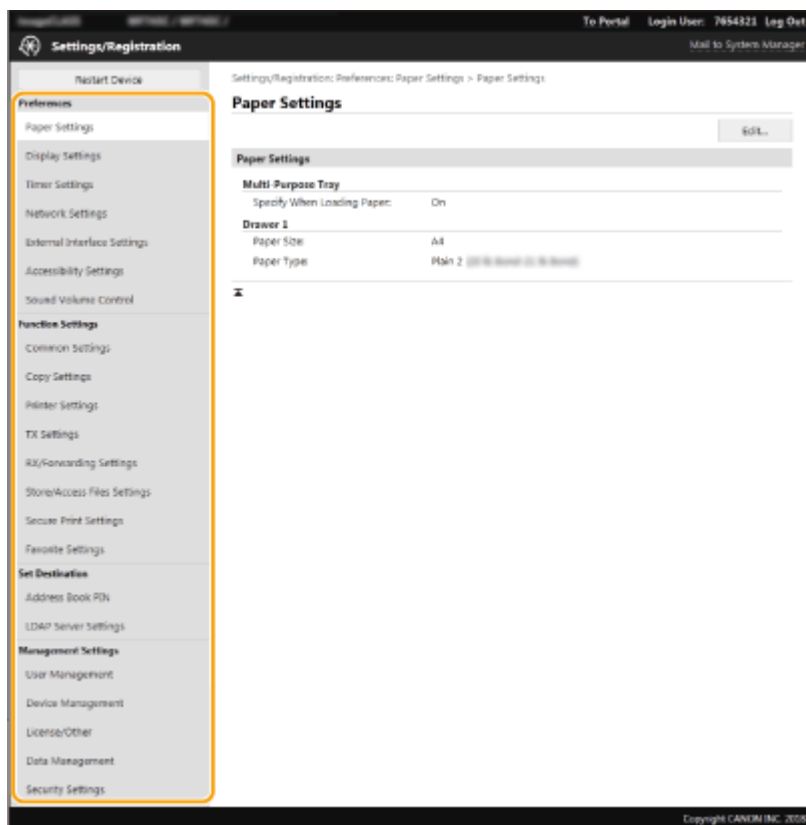 To Portal Login User: 7654321 Log Out
Settings/Registration
Mail to System Manager
Restart Device
Preferences
Paper Settings
Display Settings
Timer Settings
Network Settings
External Interface Settings
Accessibility Settings
Sound Volume Control
Function Settings
Common Settings
Copy Settings
Printer Settings
TX Settings
RX/Forwarding Settings
Store/Access Files Settings
Secure Print Settings
Favorite Settings
Set Destination
Address Book PIN
LDAP Server Settings
Management Settings
User Management
Device Management
License/Other
Data Management
Security Settings
Settings/Registration: Preferences: Paper Settings > Paper Settings
Paper Settings
Edit...
Paper Settings
Multi-Purpose Tray
Specify When Loading Paper: On
Drawer 1
Paper Size: A4
Paper Type: Plain 2
Copyright CANON INC. 2018